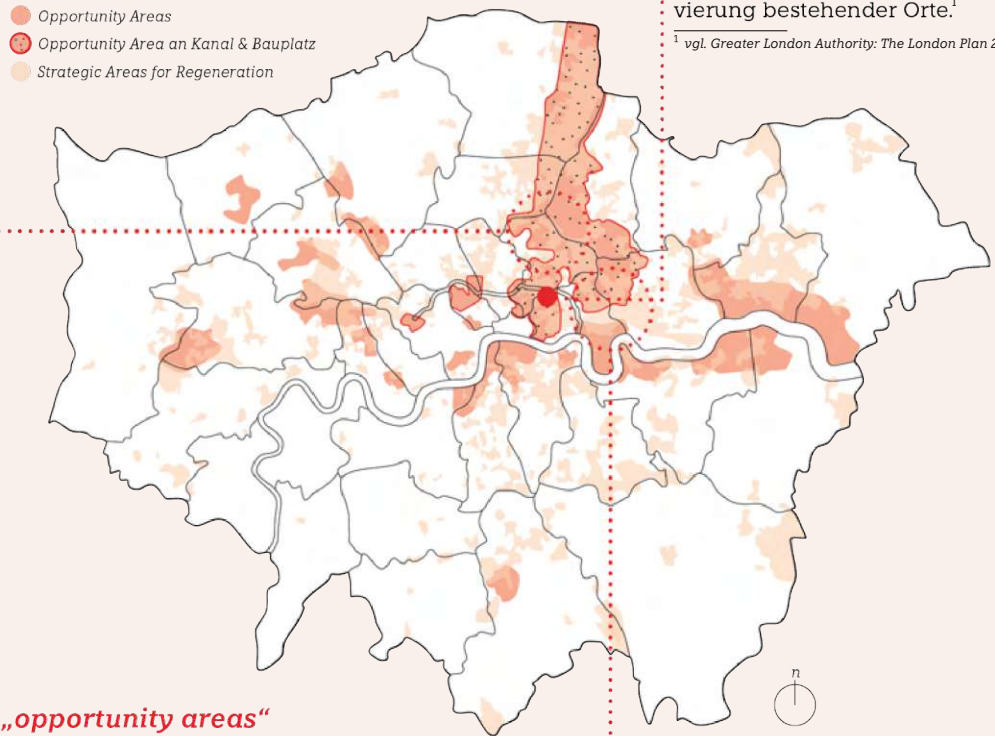 Opportunity Areas
Opportunity Area an Kanal & Bauplatz
Strategic Areas for Regeneration
vierung bestehender Orte.¹
¹ vgl. Greater London Authority: The London Plan 2
n
„opportunity areas“